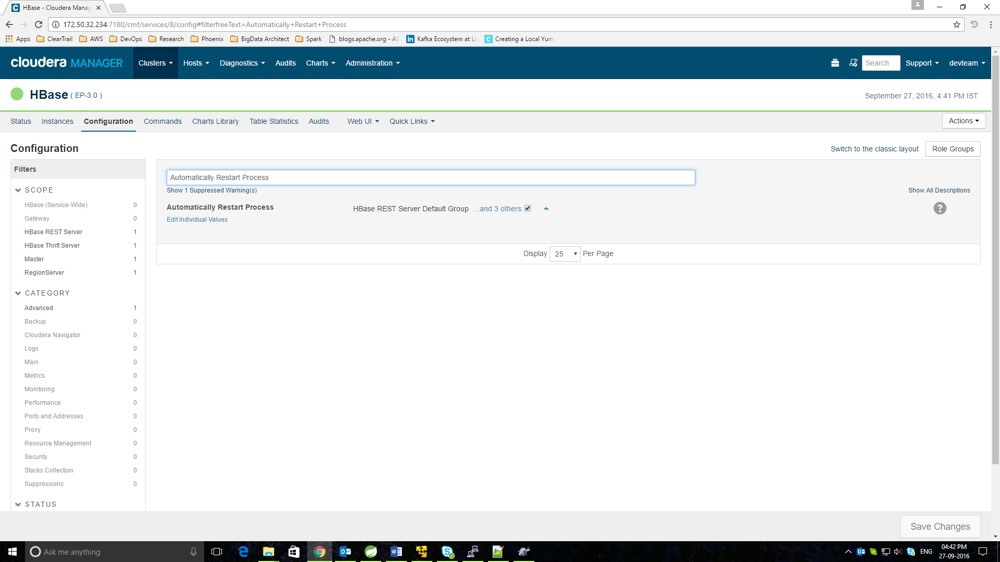 HBase - Cloudera Manag
172.50.32.234:7180/cmf/services/8/config#filterfreeText=Automatically+Restart+Process
Apps ClearTrail AWS DevOps Research Phoenix BigData Architect Spark blogs.apache.org - AS Kafka Ecosystem at Li Creating a Local Yum
cloudera MANAGER Clusters Hosts Diagnostics Audits Charts Administration Search Support devteam
HBase ( EP-3.0 ) September 27, 2016, 4:41 PM IST
Status Instances Configuration Commands Charts Library Table Statistics Audits Web UI Quick Links Actions
Configuration Switch to the classic layout Role Groups
Filters
SCOPE
HBase (Service-Wide) 0
Gateway 0
HBase REST Server 1
HBase Thrift Server 1
Master 1
RegionServer 1
CATEGORY
Advanced 1
Backup 0
Cloudera Navigator 0
Logs 0
Main 0
Metrics 0
Monitoring 0
Performance 0
Ports and Addresses 0
Proxy 0
Resource Management 0
Security 0
Stacks Collection 0
Suppressions 0
STATUS
Automatically Restart Process
Show 1 Suppressed Warning(s) Show All Descriptions
Automatically Restart Process HBase REST Server Default Group ...and 3 others ?
Edit Individual Values
Display 25 Per Page
Save Changes
Ask me anything
ENG
04:42 PM
27-09-2016